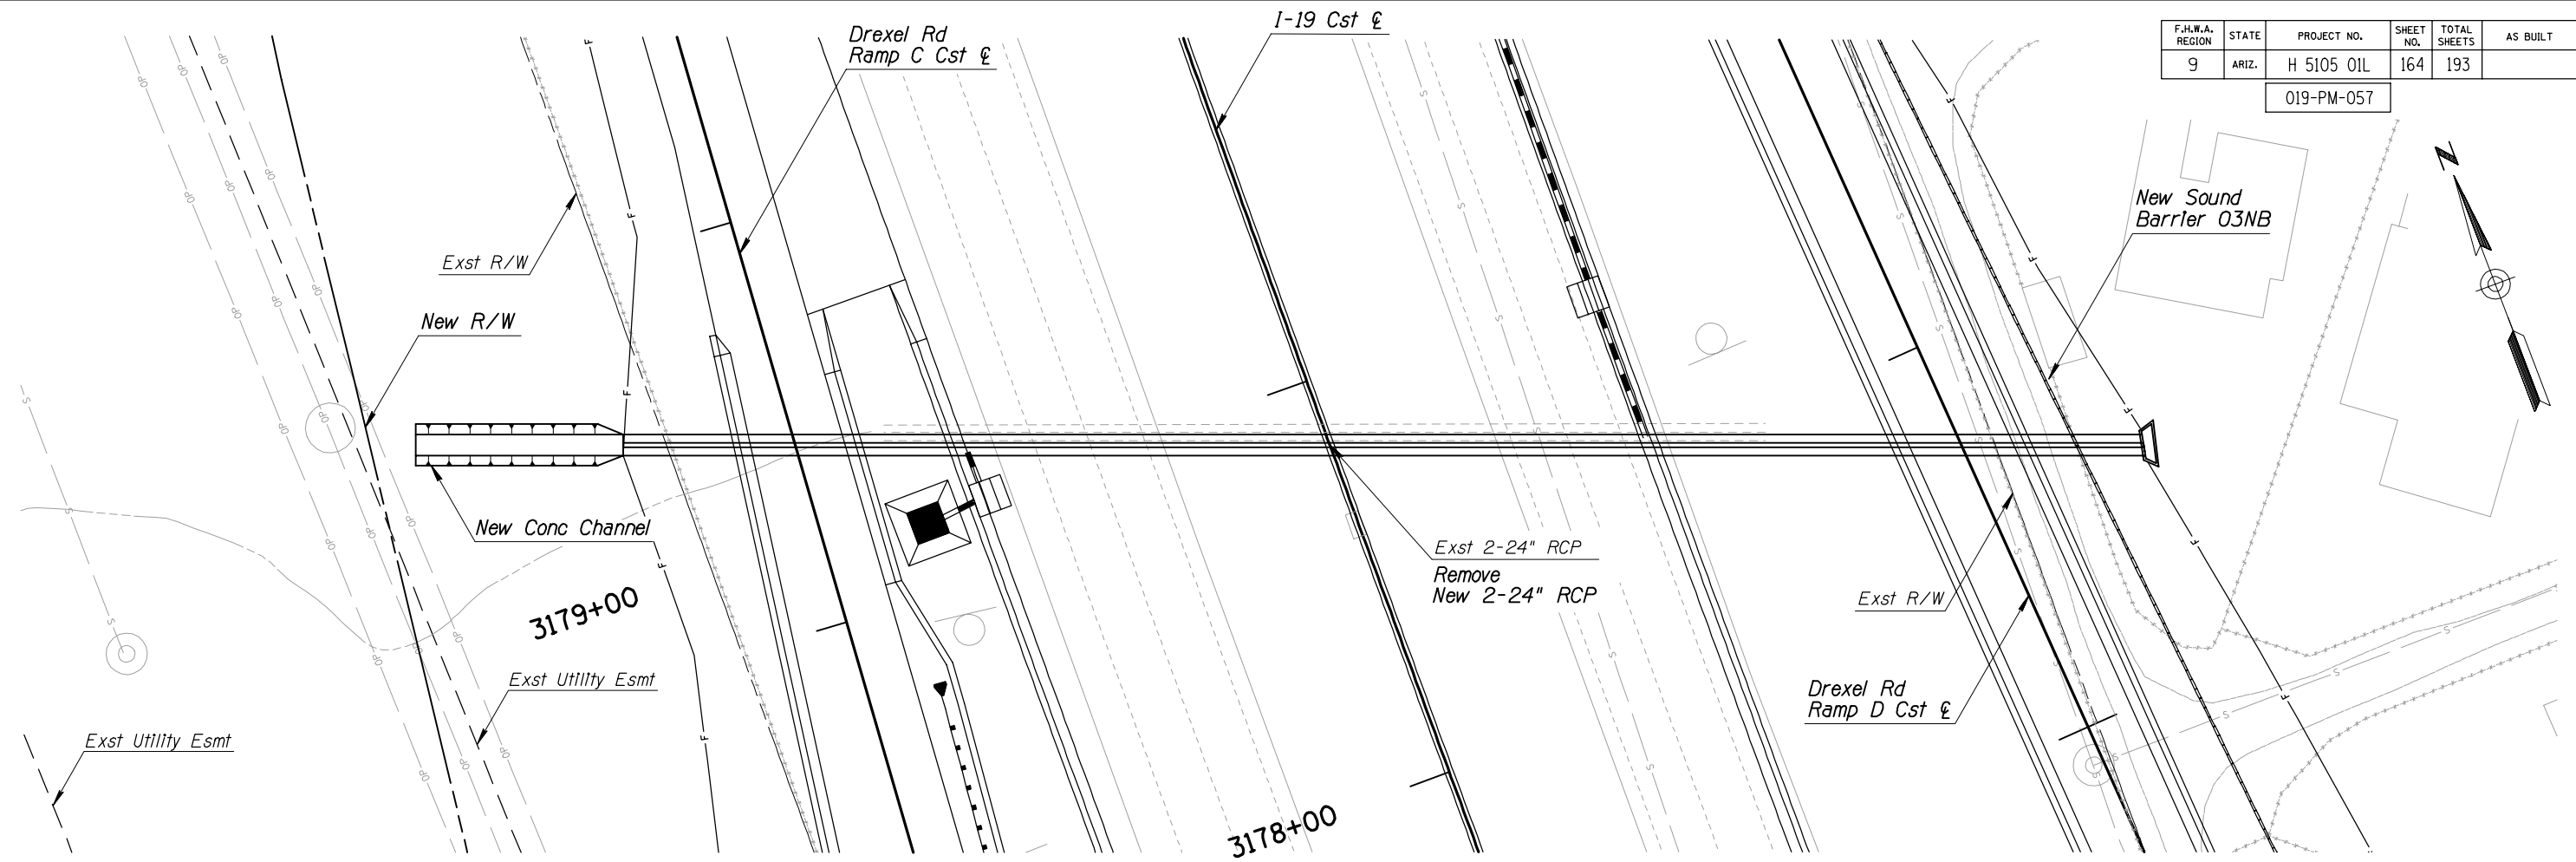 Drexel Rd
Ramp C Cst ℄
I-19 Cst ℄
F.H.W.A. REGION STATE PROJECT NO. SHEET NO. TOTAL SHEETS AS BUILT
9 ARIZ. H 5105 01L 164 193
019-PM-057
N
New Sound
Barrier 03NB
Exst R/W
New R/W
New Conc Channel
Exst 2-24" RCP
Remove
New 2-24" RCP
3179+00
Exst R/W
Exst Utility Esmt
Drexel Rd
Ramp D Cst ℄
Exst Utility Esmt
3178+00